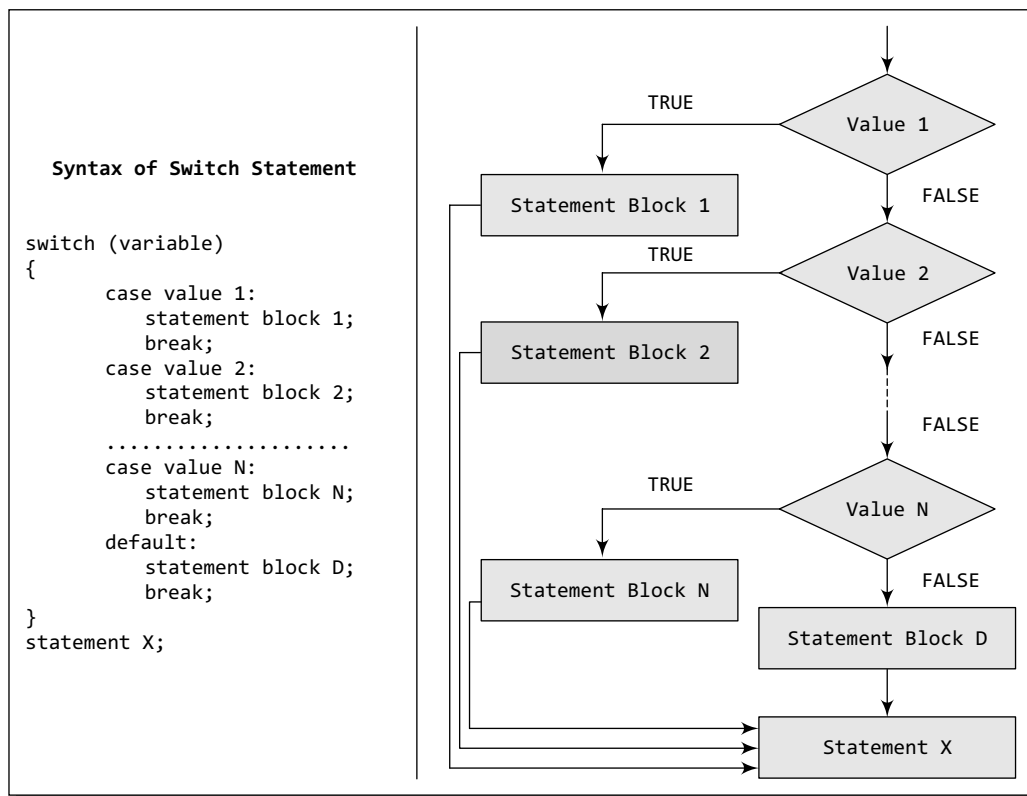 Syntax of Switch Statement
switch (variable)
{
case value 1:
statement block 1;
break;
case value 2:
statement block 2;
break;
.....................
case value N:
statement block N;
break;
default:
statement block D;
break;
}
statement X;
TRUE
Value 1
Statement Block 1
FALSE
TRUE
Value 2
Statement Block 2
FALSE
FALSE
TRUE
Value N
Statement Block N
FALSE
Statement Block D
Statement X